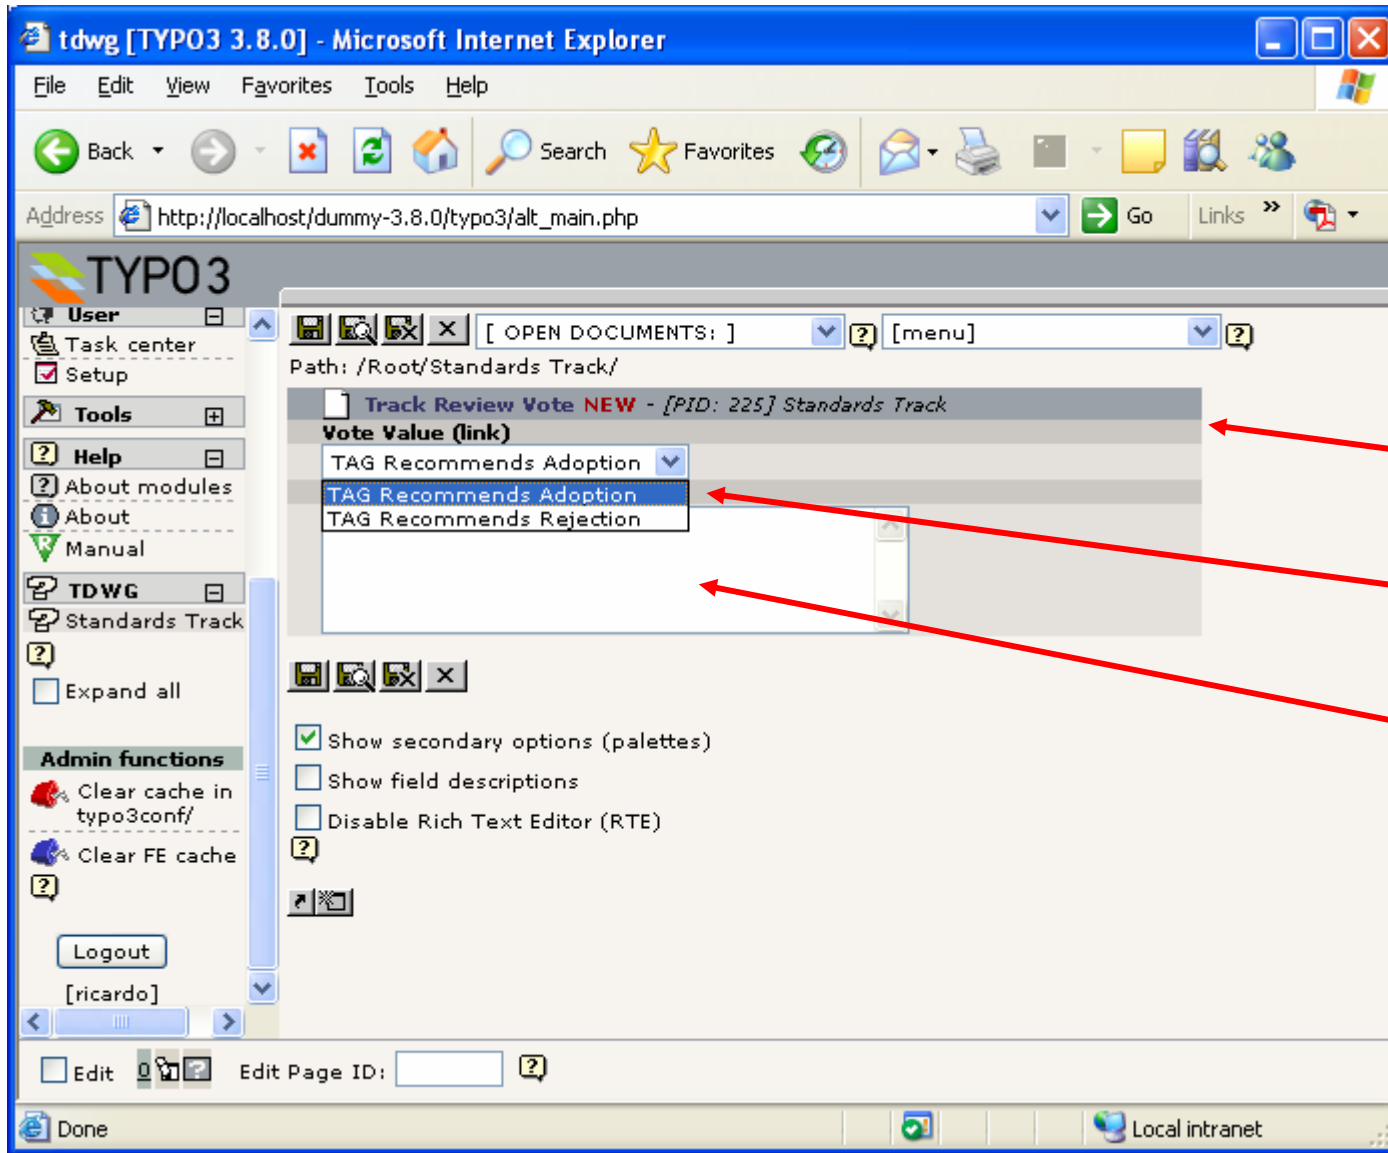 tdwg [TYPO3 3.8.0] - Microsoft Internet Explorer
File Edit View Favorites Tools Help
Back Search Favorites
Address http://localhost/dummy-3.8.0/typo3/alt_main.php Go Links »
TYPO3
User
Task center
Setup
Tools
Help
About modules
About
Manual
TDWG
Standards Track
Expand all
Admin functions
Clear cache in
typo3conf/
Clear FE cache
Logout
[ricardo]
[ OPEN DOCUMENTS: ] [menu]
Path: /Root/Standards Track/
Track Review Vote NEW - [PID: 225] Standards Track
Vote Value (link)
TAG Recommends Adoption
TAG Recommends Adoption
TAG Recommends Rejection
Show secondary options (palettes)
Show field descriptions
Disable Rich Text Editor (RTE)
Edit Edit Page ID:
Done Local intranet